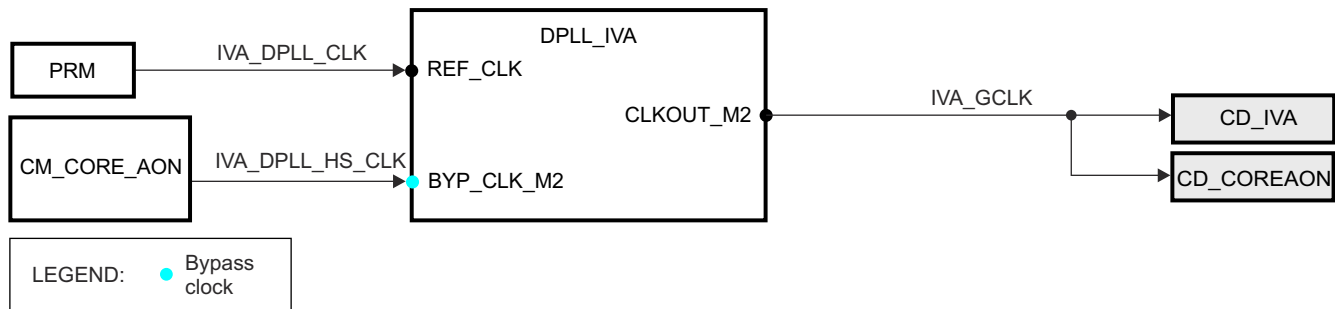 DPLL_IVA
IVA_DPLL_CLK
PRM
REF_CLK
IVA_GCLK
CLKOUT_M2
CD_IVA
CM_CORE_AON
IVA_DPLL_HS_CLK
BYP_CLK_M2
CD_COREAON
LEGEND:
Bypass
clock